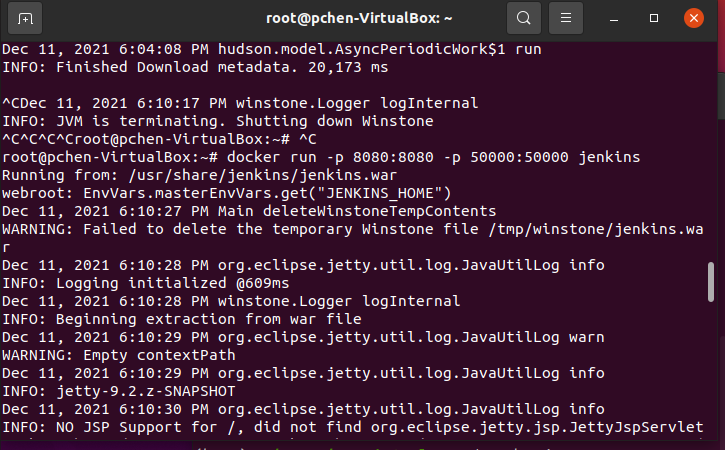 root@pchen-VirtualBox: ~
Dec 11, 2021 6:04:08 PM hudson.model.AsyncPeriodicWork$1 run
INFO: Finished Download metadata. 20,173 ms
^CDec 11, 2021 6:10:17 PM winstone.Logger logInternal
INFO: JVM is terminating. Shutting down Winstone
^C^C^C^Croot@pchen-VirtualBox:~# ^C
root@pchen-VirtualBox:~# docker run -p 8080:8080 -p 50000:50000 jenkins
Running from: /usr/share/jenkins/jenkins.war
webroot: EnvVars.masterEnvVars.get("JENKINS_HOME")
Dec 11, 2021 6:10:27 PM Main deleteWinstoneTempContents
WARNING: Failed to delete the temporary Winstone file /tmp/winstone/jenkins.wa
r
Dec 11, 2021 6:10:28 PM org.eclipse.jetty.util.log.JavaUtilLog info
INFO: Logging initialized @609ms
Dec 11, 2021 6:10:28 PM winstone.Logger logInternal
INFO: Beginning extraction from war file
Dec 11, 2021 6:10:29 PM org.eclipse.jetty.util.log.JavaUtilLog warn
WARNING: Empty contextPath
Dec 11, 2021 6:10:29 PM org.eclipse.jetty.util.log.JavaUtilLog info
INFO: jetty-9.2.z-SNAPSHOT
Dec 11, 2021 6:10:30 PM org.eclipse.jetty.util.log.JavaUtilLog info
INFO: NO JSP Support for /, did not find org.eclipse.jetty.jsp.JettyJspServlet